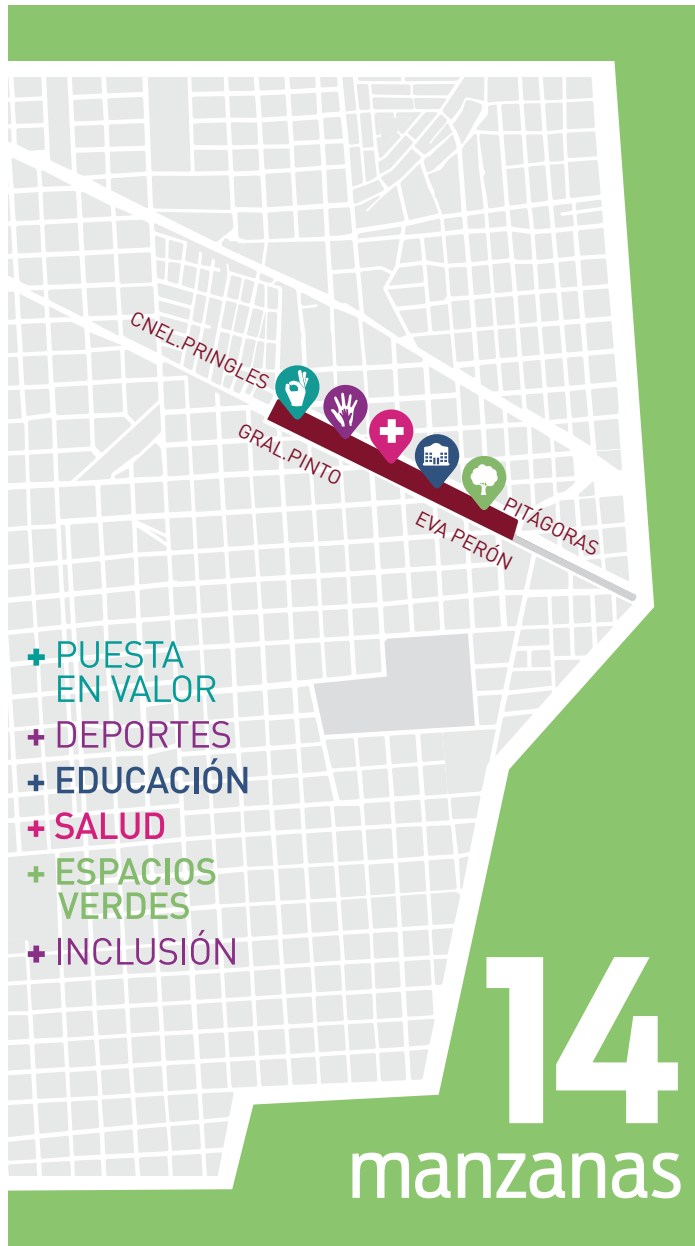 CNEL.PRINGLES
GRAL.PINTO
PITÁGORAS
EVA PERÓN
+ PUESTA
EN VALOR
+ DEPORTES
+ EDUCACIÓN
+ SALUD
+ ESPACIOS
VERDES
+ INCLUSIÓN
14
manzanas